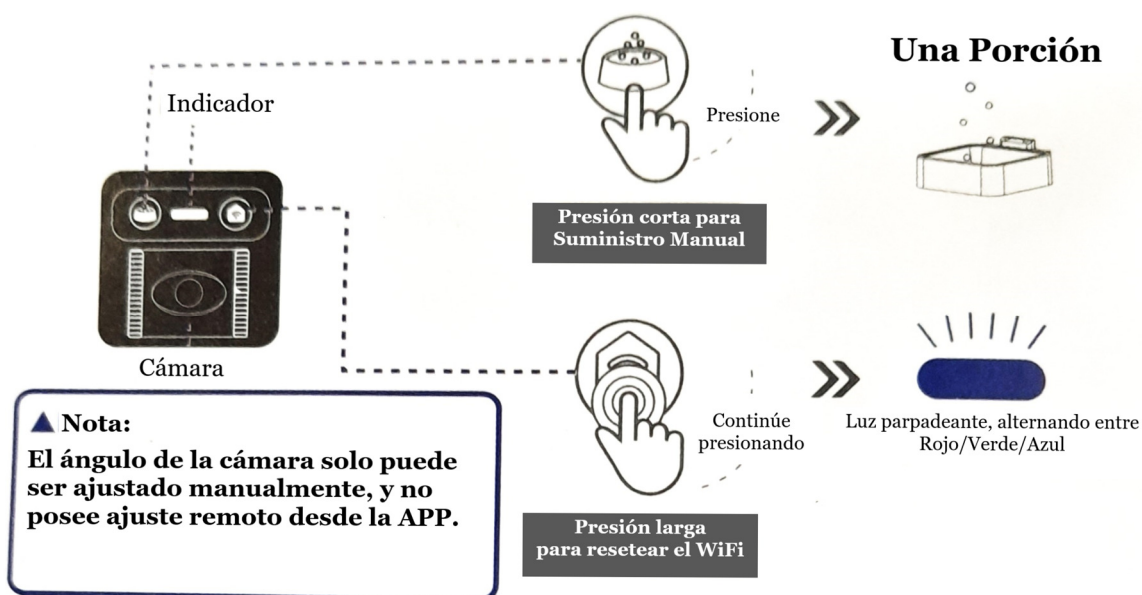 Una Porción
Indicador
Presione
Presión corta para
Suministro Manual
Cámara
Continúe
presionando
Luz parpadeante, alternando entre
Rojo/Verde/Azul
Nota:
El ángulo de la cámara solo puede
ser ajustado manualmente, y no
posee ajuste remoto desde la APP.
Presión larga
para resetear el WiFi